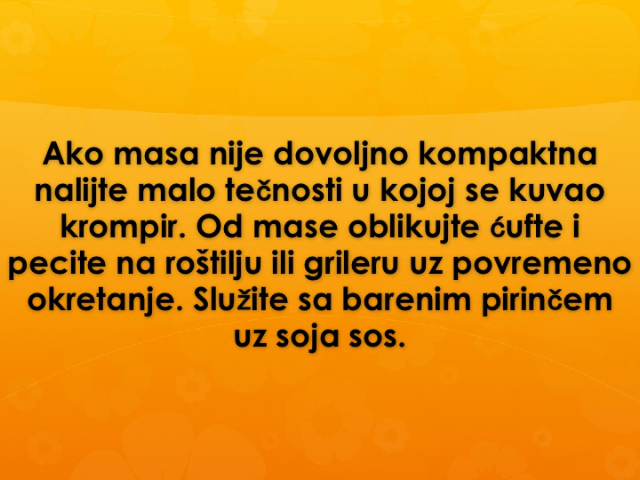 Ako masa nije dovoljno kompaktna
nalijte malo tečnosti u kojoj se kuvao
krompir. Od mase oblikujte ćufte i
pecite na roštilju ili grileru uz povremeno
okretanje. Služite sa barenim pirinčem
uz soja sos.